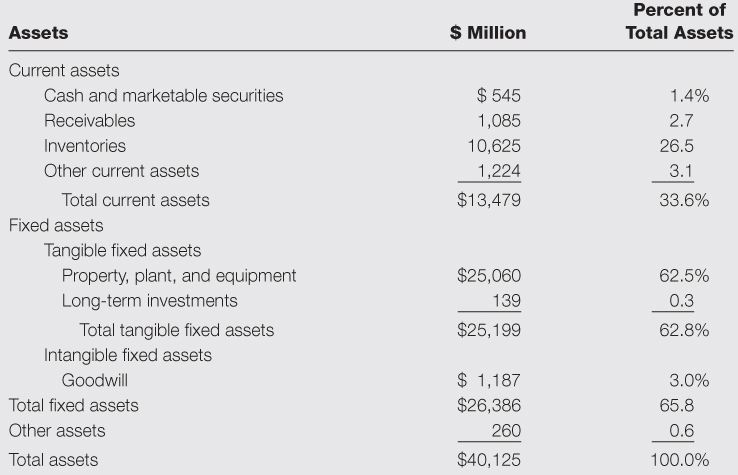 Percent of
Assets $ Million Total Assets
Current assets
Cash and marketable securities $ 545 1.4%
Receivables 1,085 2.7
Inventories 10,625 26.5
Other current assets 1,224 3.1
Total current assets $13,479 33.6%
Fixed assets
Tangible fixed assets
Property, plant, and equipment $25,060 62.5%
Long-term investments 139 0.3
Total tangible fixed assets $25,199 62.8%
Intangible fixed assets
Goodwill $ 1,187 3.0%
Total fixed assets $26,386 65.8
Other assets 260 0.6
Total assets $40,125 100.0%